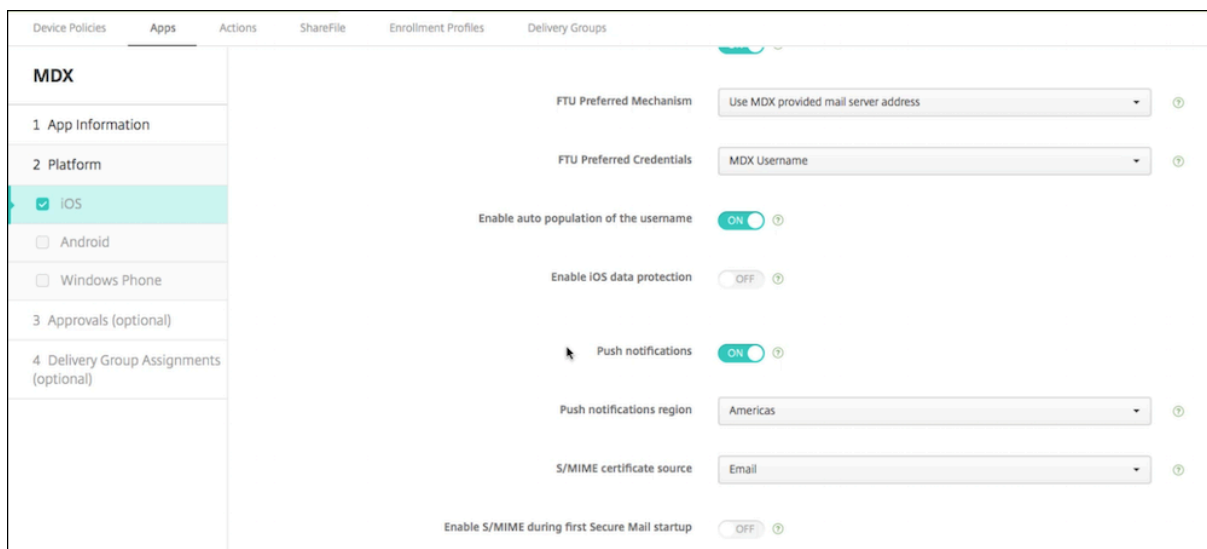 Device Policies Apps Actions ShareFile Enrollment Profiles Delivery Groups
MDX
1 App Information
2 Platform
iOS
Android
Windows Phone
3 Approvals (optional)
4 Delivery Group Assignments
(optional)
FTU Preferred Mechanism Use MDX provided mail server address
FTU Preferred Credentials MDX Username
Enable auto population of the username ON
Enable iOS data protection OFF
Push notifications ON
Push notifications region Americas
S/MIME certificate source Email
Enable S/MIME during first Secure Mail startup OFF